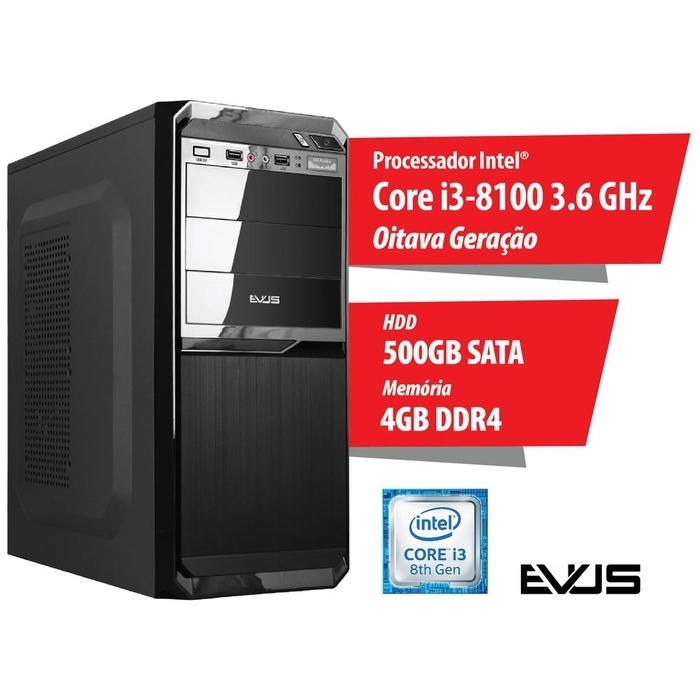 Processador Intel®
Core i3-8100 3.6 GHz
Oitava Geração
HDD
500GB SATA
Memória
4GB DDR4
EVUS
intel
CORE i3
8th Gen
EVUS